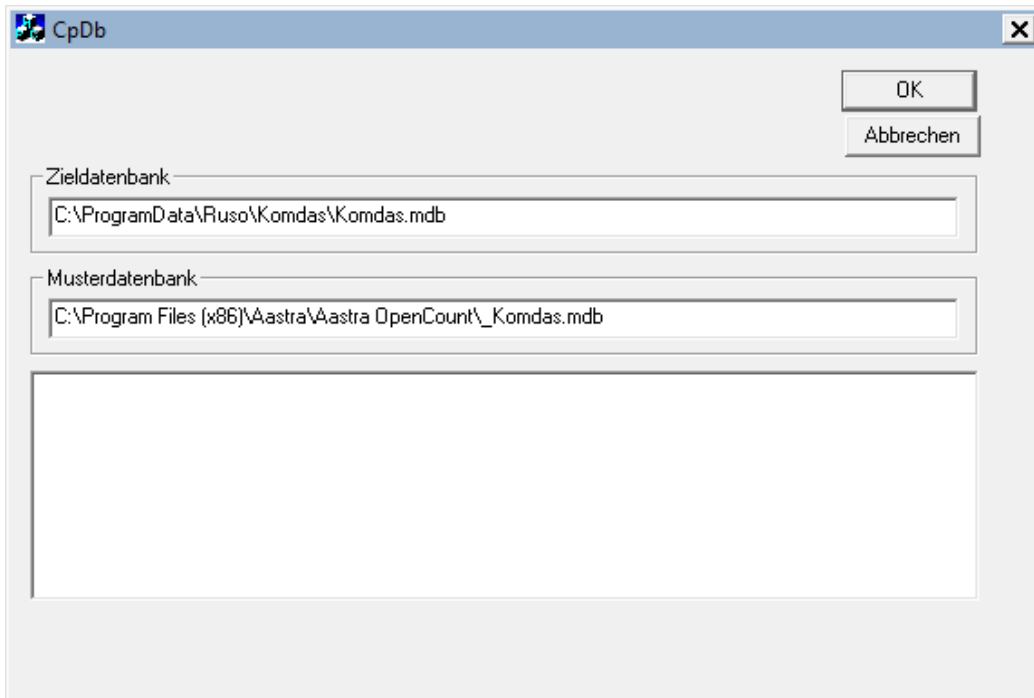 CpDb
OK
Abbrechen
Zieldatenbank
C:\ProgramData\Ruso\Komdas\Komdas.mdb
Musterdatenbank
C:\Program Files (x86)\Aastra\Aastra OpenCount\_Komdas.mdb